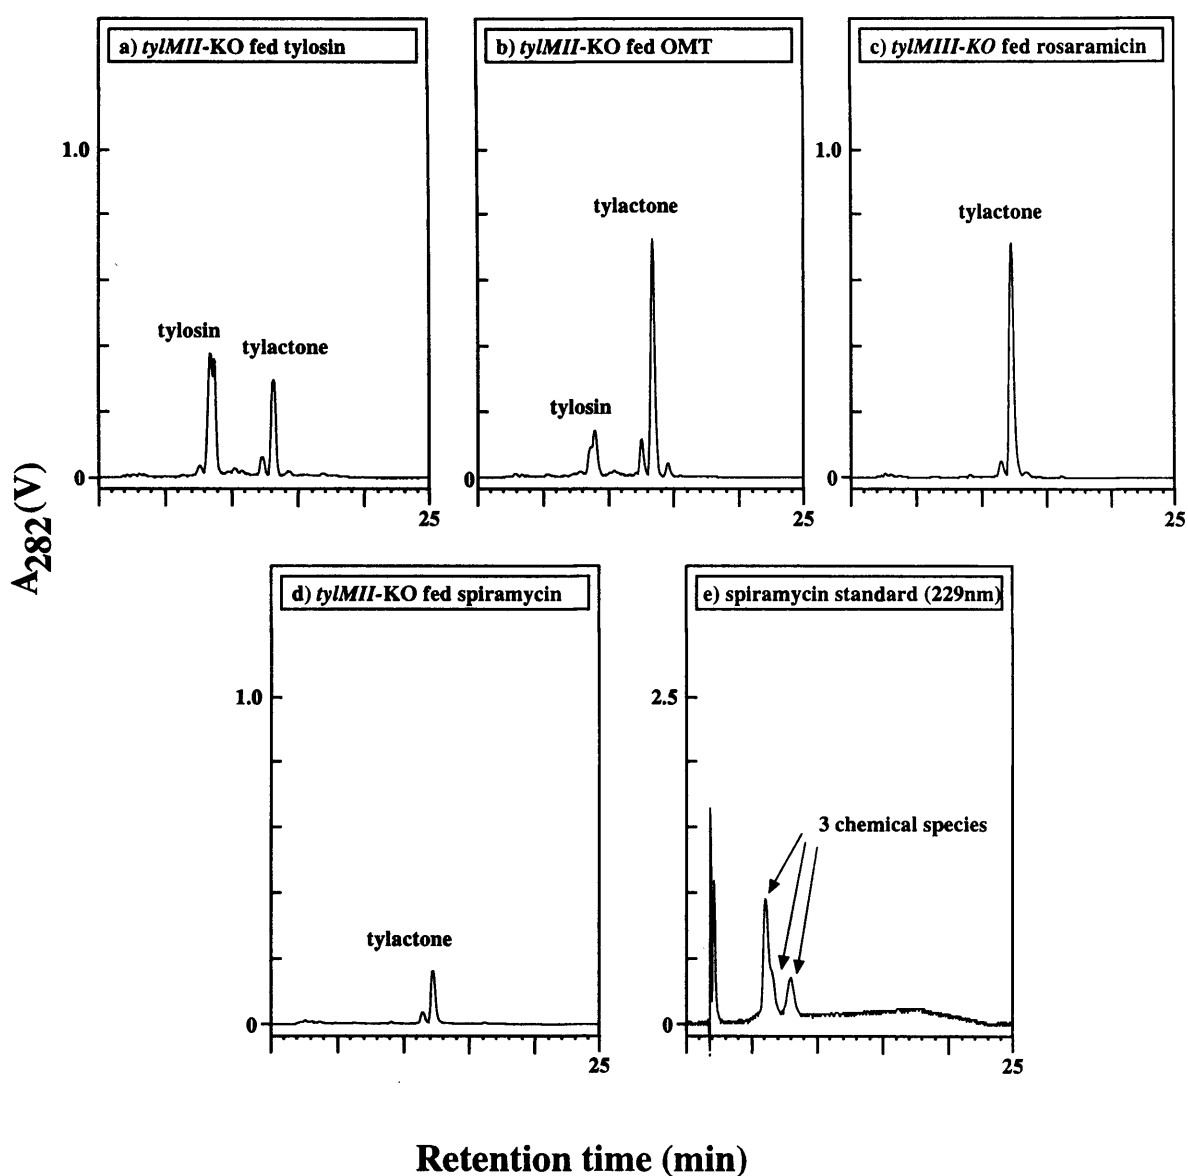 a) tylMII-KO fed tylosin
b) tylMII-KO fed OMT
c) tylMIII-KO fed rosaramicin
1.0
tylosin
tylactone
0
25
tylactone
tylosin
0
25
1.0
tylactone
0
25
A282(V)
d) tylMII-KO fed spiramycin
e) spiramycin standard (229nm)
1.0
tylactone
0
25
2.5
3 chemical species
0
25
Retention time (min)